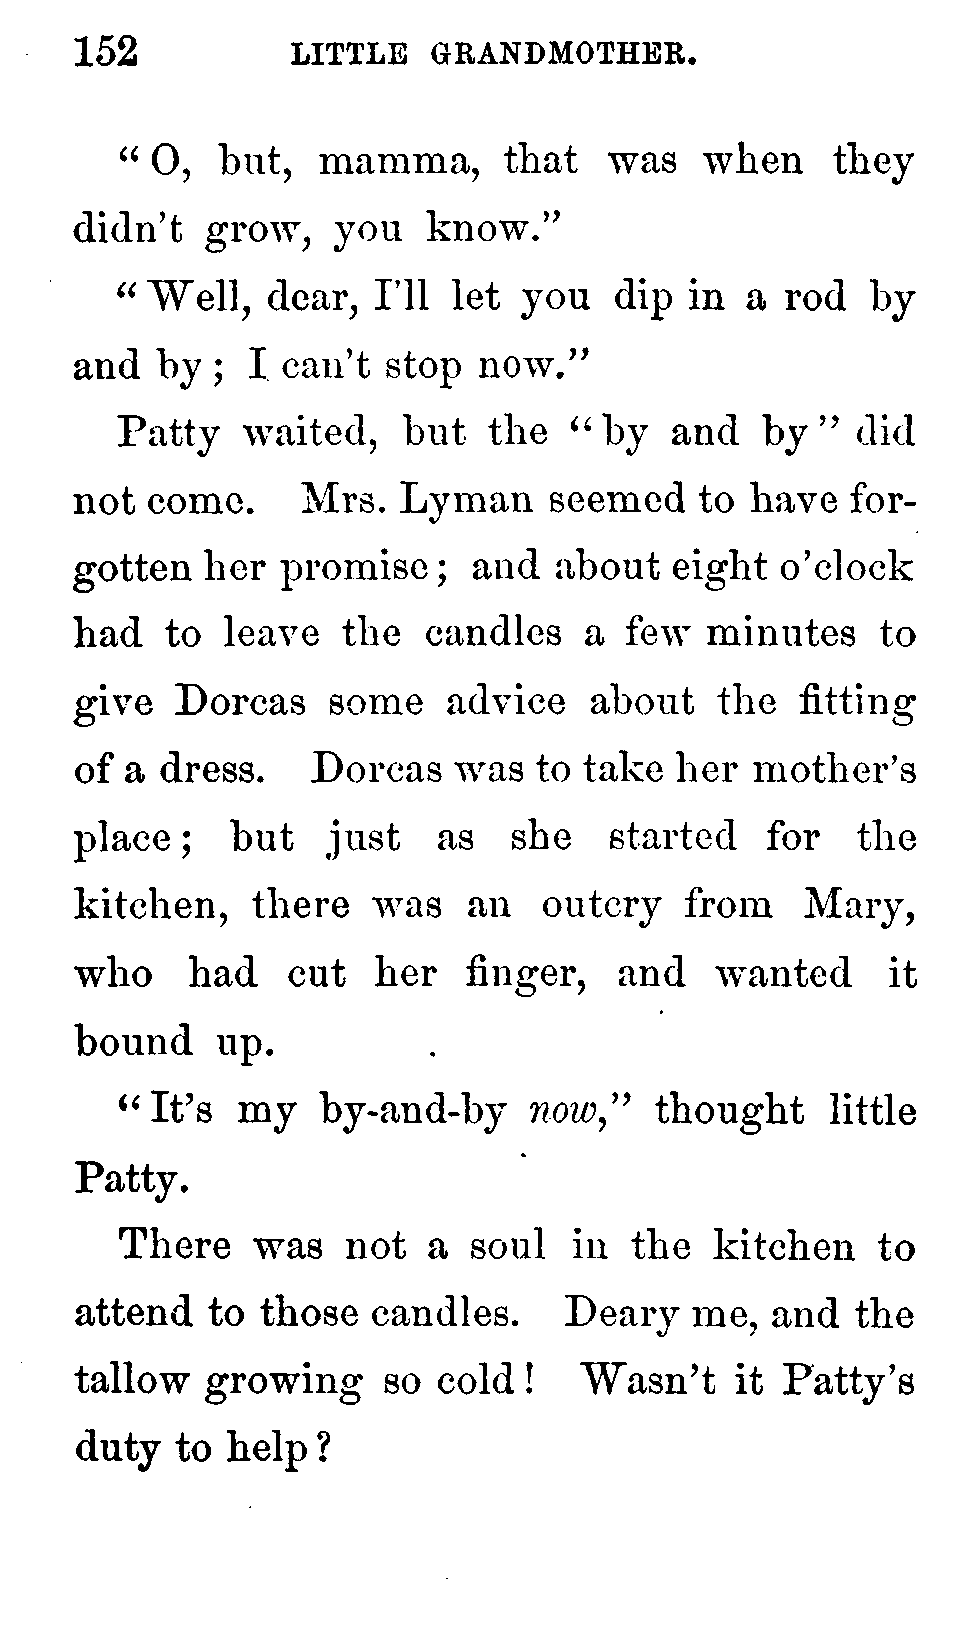 152 LITTLE GRANDMOTHER.
“O, but, mamma, that was when they
didn’t grow, you know.”
“Well, dear, I’ll let you dip in a rod by
and by; I can’t stop now.”
Patty waited, but the “by and by” did
not come. Mrs. Lyman seemed to have for-
gotten her promise; and about eight o’clock
had to leave the candles a few minutes to
give Dorcas some advice about the fitting
of a dress. Dorcas was to take her mother’s
place; but just as she started for the
kitchen, there was an outcry from Mary,
who had cut her finger, and wanted it
bound up.
“It’s my by-and-by now,” thought little
Patty.
There was not a soul in the kitchen to
attend to those candles. Deary me, and the
tallow growing so cold! Wasn’t it Patty’s
duty to help?